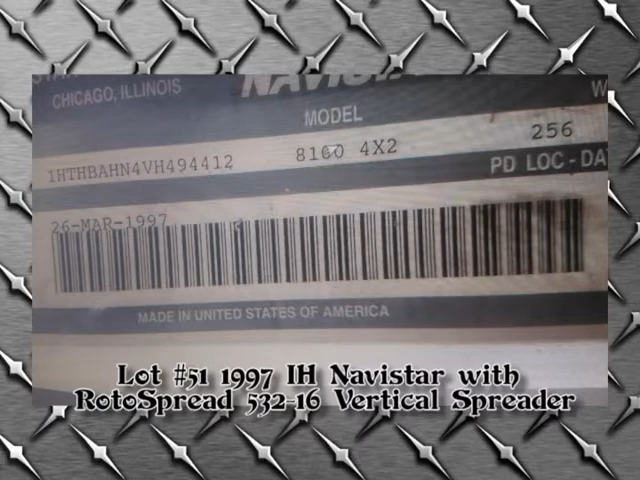 CHICAGO, ILLINOIS
MODEL
1HTHBAHN4VH494412 8100 4X2 256
PD LOC - DA
26-MAR-1997
MADE IN UNITED STATES OF AMERICA
Lot #51 1997 IH Navistar with
RotoSpread 532-16 Vertical Spreader